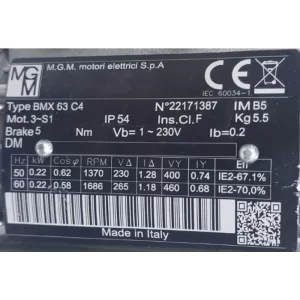 MGM
M.G.M. motori elettrici S.p.A
CE
IEC 60034-1
Type BMX 63 C4 N°22171387 IM B5
Mot.3~S1 IP 54 Ins.Cl.F Kg 5.5
Brake 5 Nm Vb= 1~230V Ib=0.2
DM
Hz kW Cosφ RPM V Δ I Δ VY IY Eff
50 0.22 0.62 1370 230 1.28 400 0.74 IE2-67.1%
60 0.22 0.58 1686 265 1.18 460 0.68 IE2-70,0%
Made in Italy